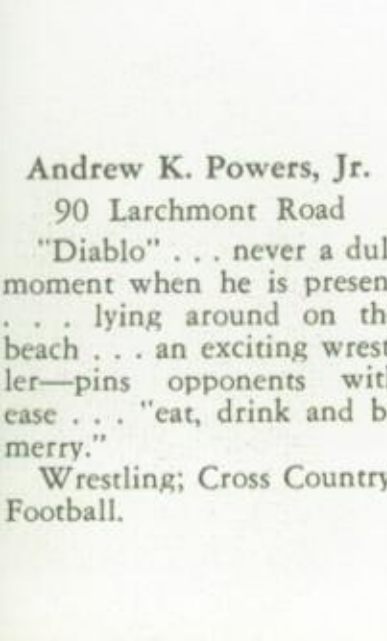 Andrew K. Powers, Jr.
90 Larchmont Road
"Diablo" . . . never a dul
moment when he is presen
. . . lying around on th
beach . . . an exciting wrest
ler—pins opponents wit
ease . . . "eat, drink and b
merry."
Wrestling; Cross Country
Football.